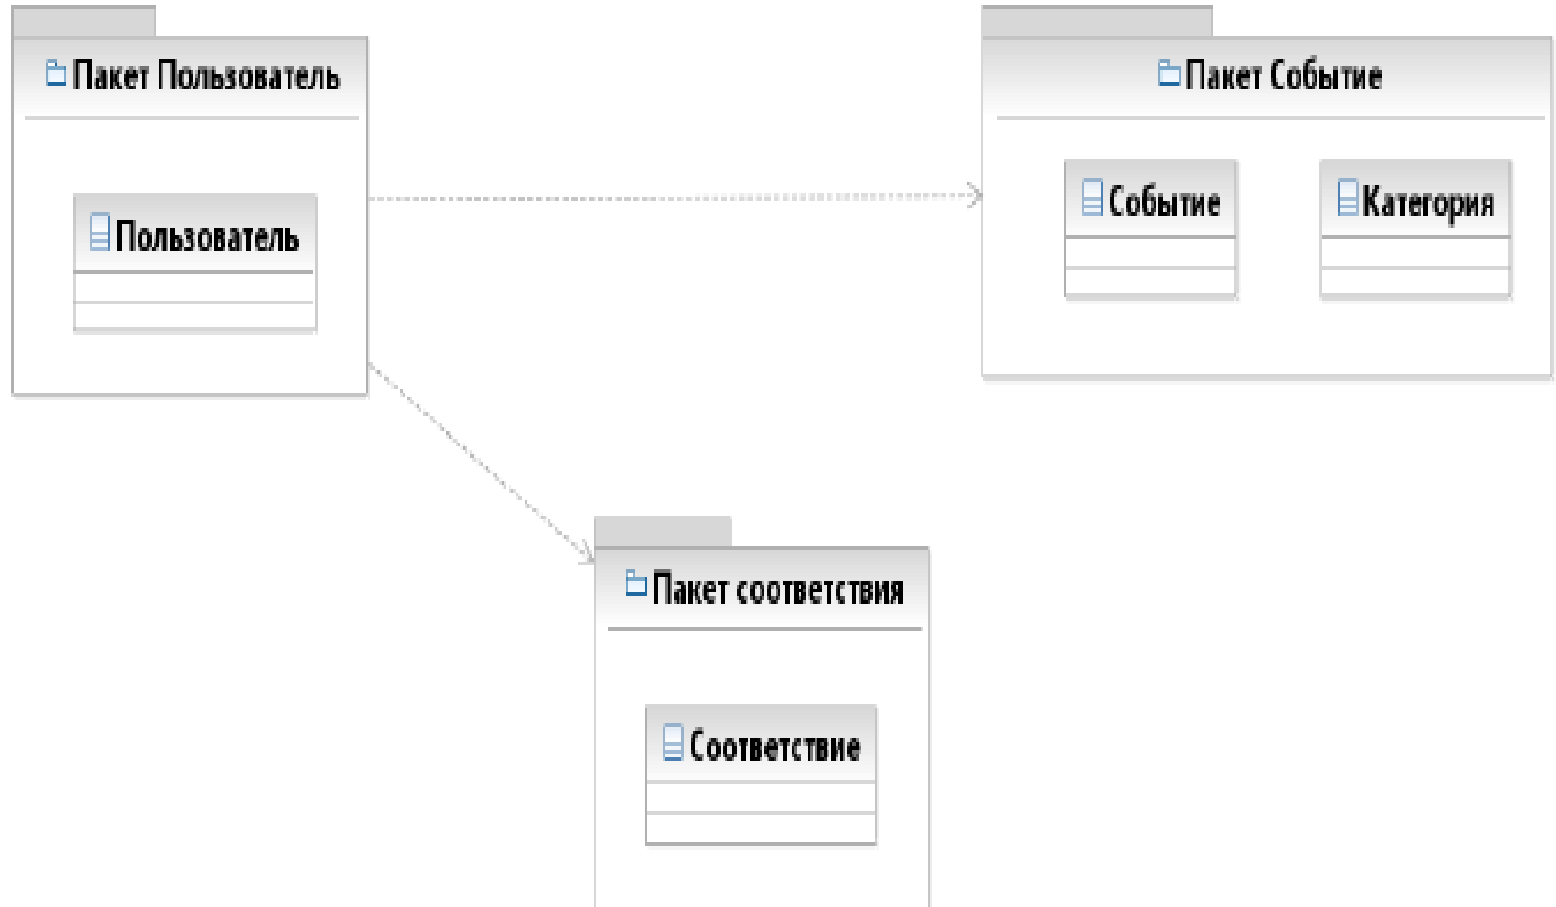 Пакет Пользователь
Пользователь
Пакет Событие
Событие
Категория
Пакет соответствия
Соответствие